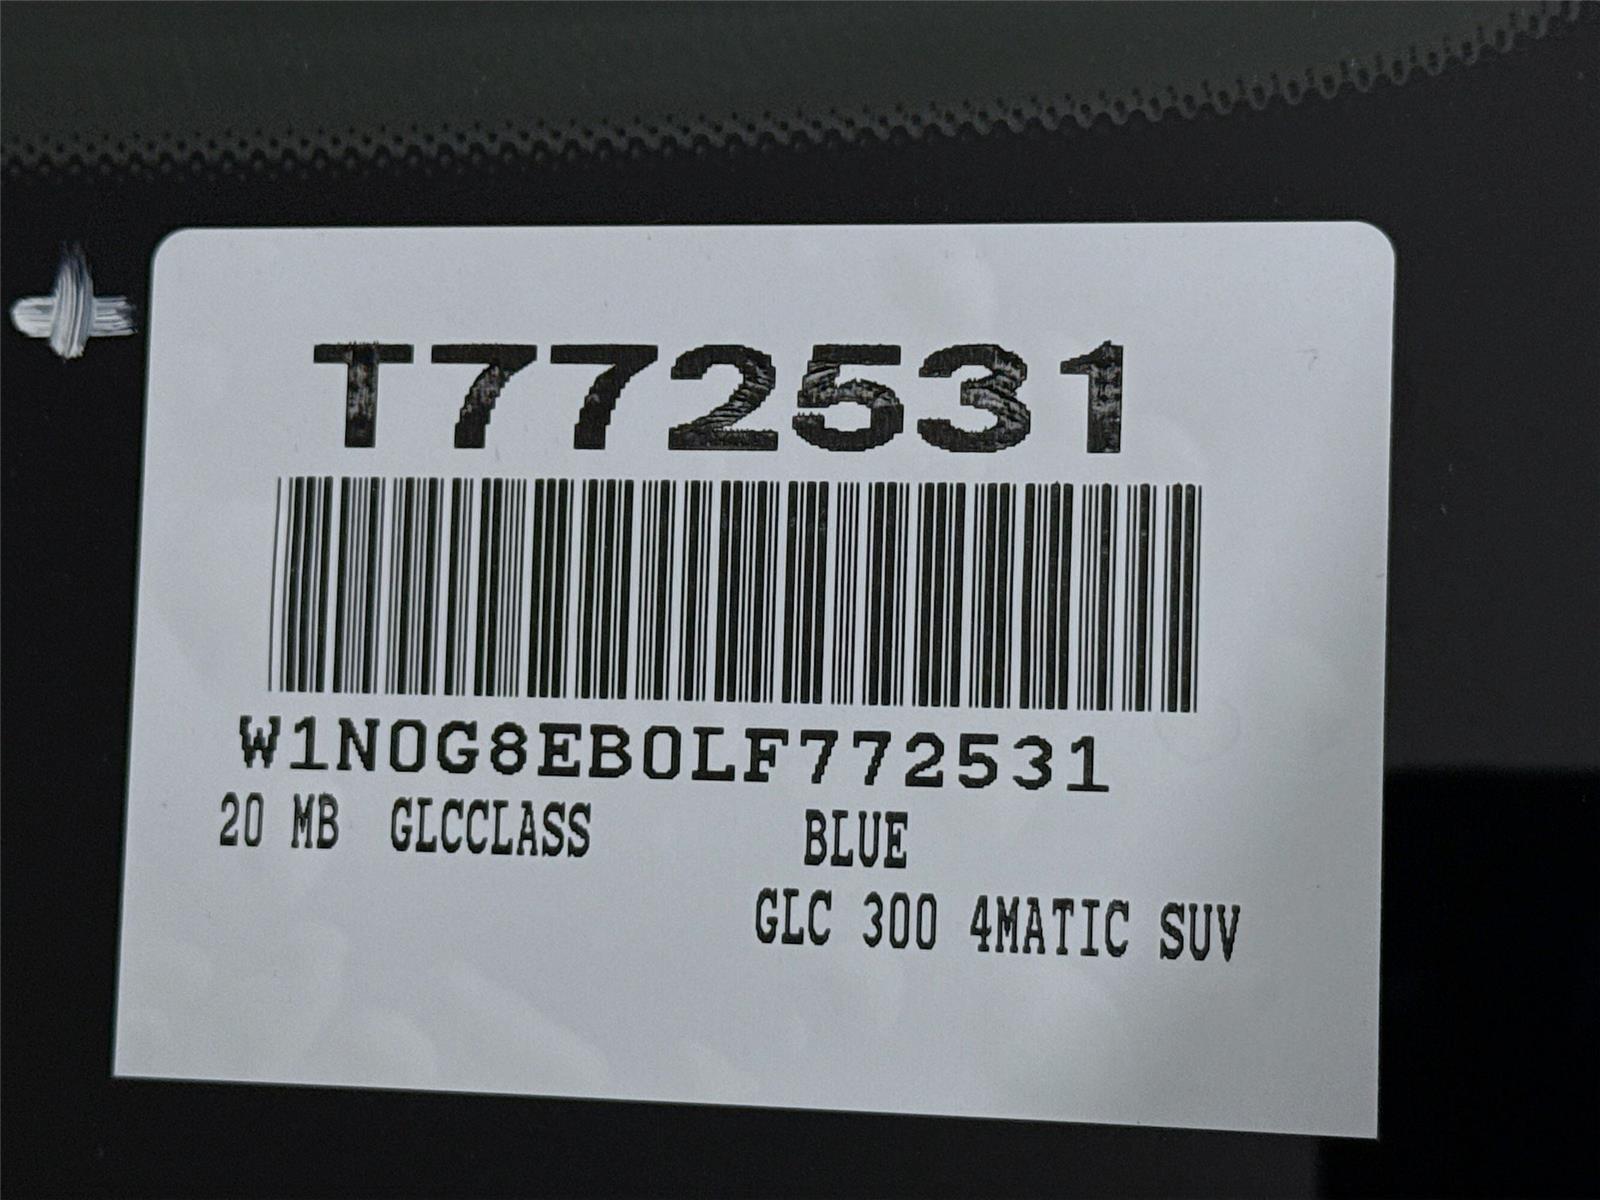 T772531
W1N0G8EB0LF772531
20 MB GLCCLASS BLUE
GLC 300 4MATIC SUV